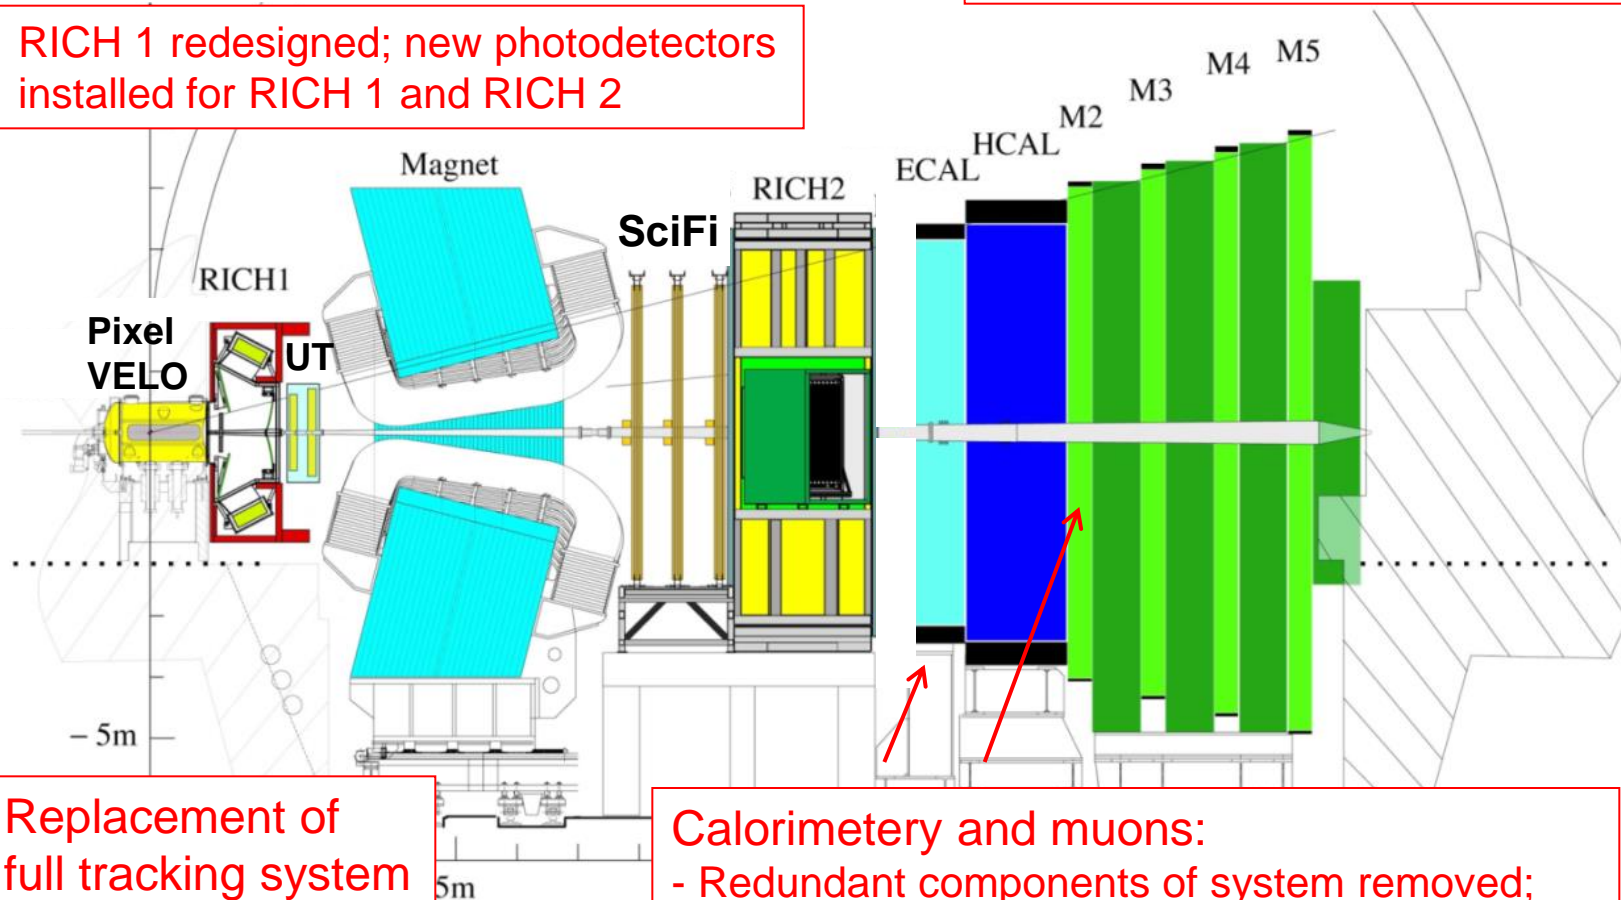 RICH 1 redesigned; new photodetectors
installed for RICH 1 and RICH 2
M5
M4
M3
M2
HCAL
ECAL
Magnet
RICH2
SciFi
RICH1
Pixel
VELO
UT
– 5m
Replacement of
full tracking system
5m
Calorimetery and muons:
- Redundant components of system removed;